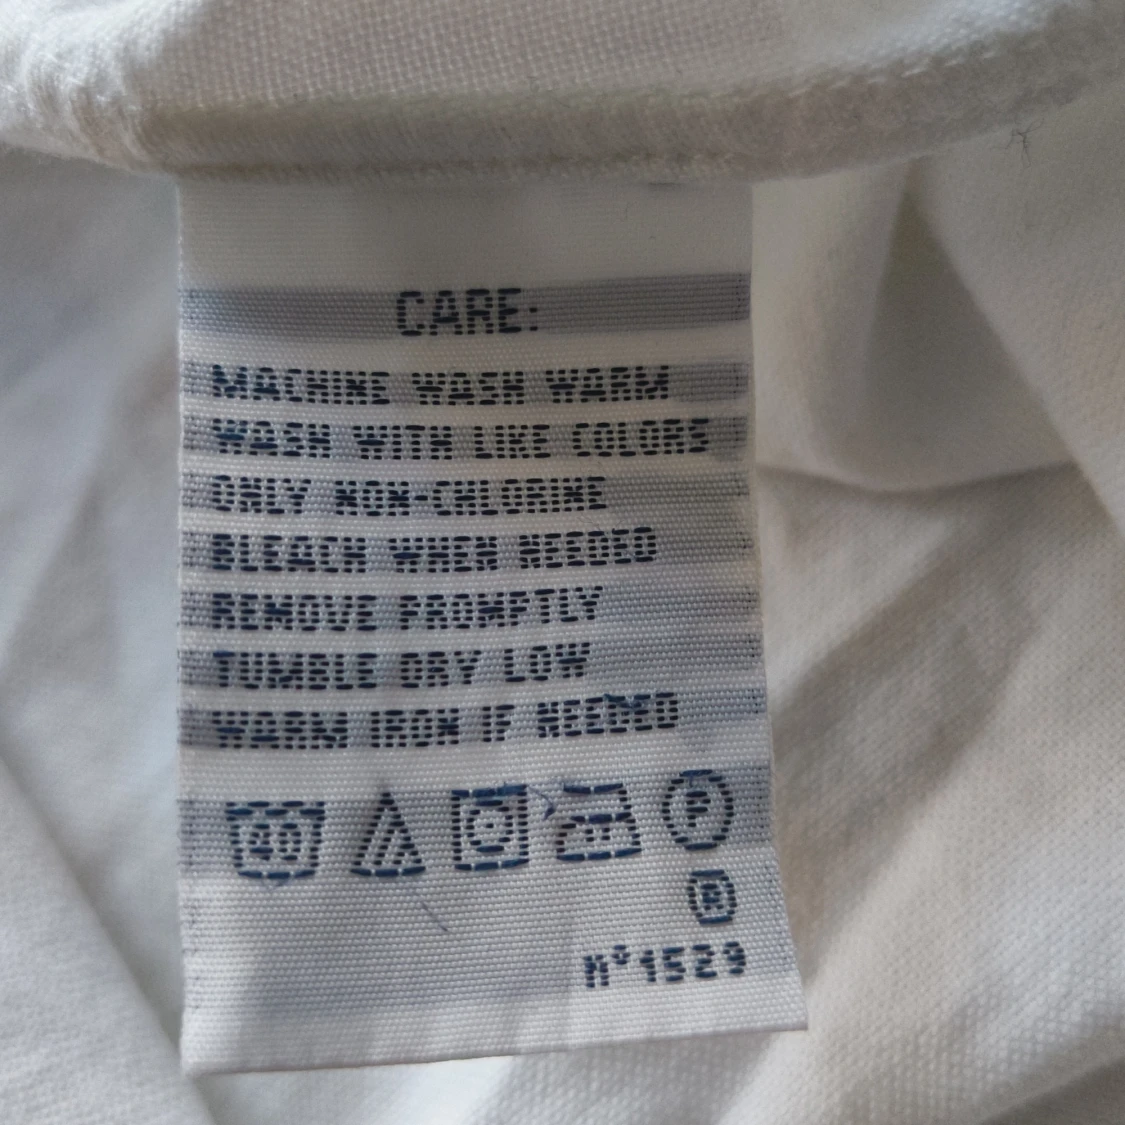 CARE:
MACHINE WASH WARM
WASH WITH LIKE COLORS
ONLY NON-CHLORINE
BLEACH WHEN NEEDED
REMOVE PROMPTLY
TUMBLE DRY LOW
WARM IRON IF NEEDED
40 P
®
N°1529